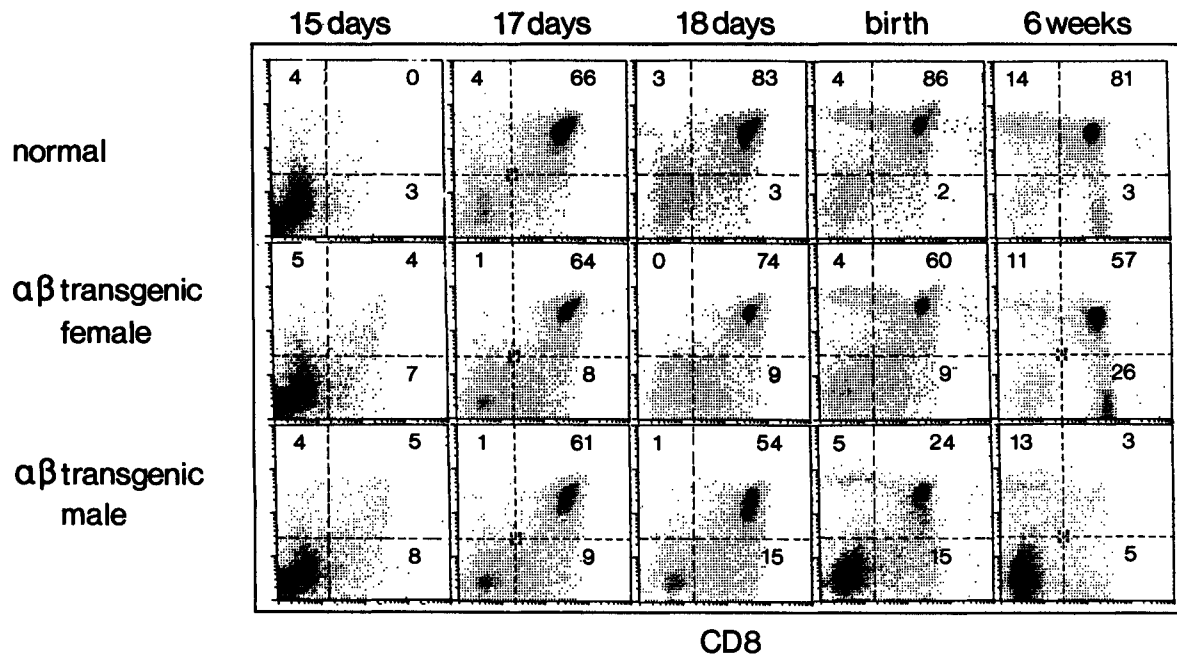 15 days 17 days 18 days birth 6 weeks
normal
4 0 4 66 3 83 4 86 14 81
3 3 2 3
αβ transgenic female
5 4 1 64 0 74 4 60 11 57
7 8 9 9 26
αβ transgenic male
4 5 1 61 1 54 5 24 13 3
8 9 15 15 5
CD8